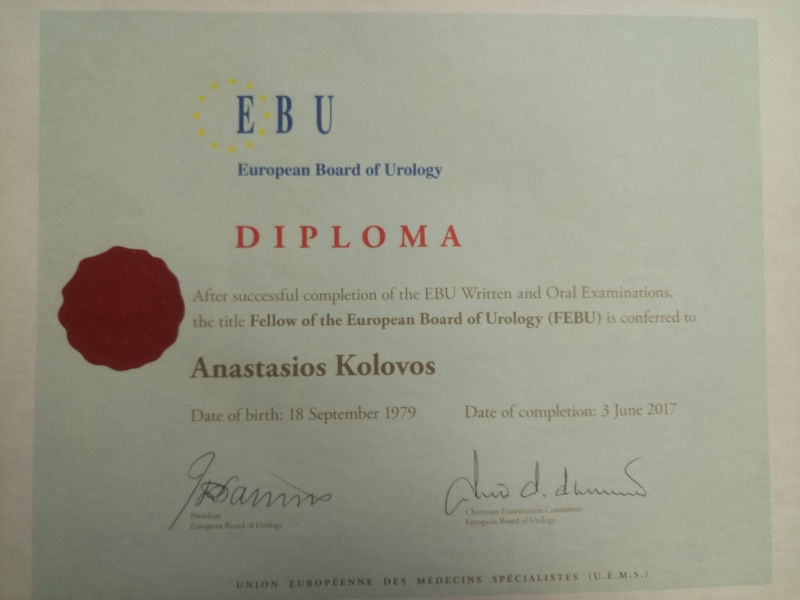 E B U
European Board of Urology
DIPLOMA
After successful completion of the EBU Written and Oral Examinations,
the title Fellow of the European Board of Urology (FEBU) is conferred to
Anastasios Kolovos
Date of birth: 18 September 1979 Date of completion: 3 June 2017
President
European Board of Urology
Chairman Examination Committee
European Board of Urology
UNION EUROPÉENNE DES MÉDECINS SPÉCIALISTES (U.E.M.S.)